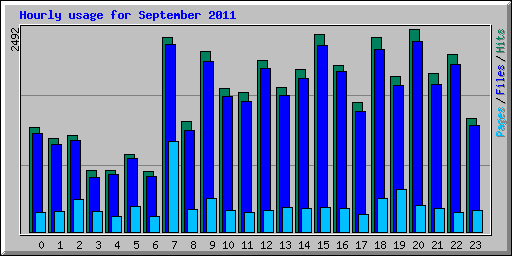 Hourly usage for September 2011
2492
Pages/Files/Hits
0 1 2 3 4 5 6 7 8 9 10 11 12 13 14 15 16 17 18 19 20 21 22 23